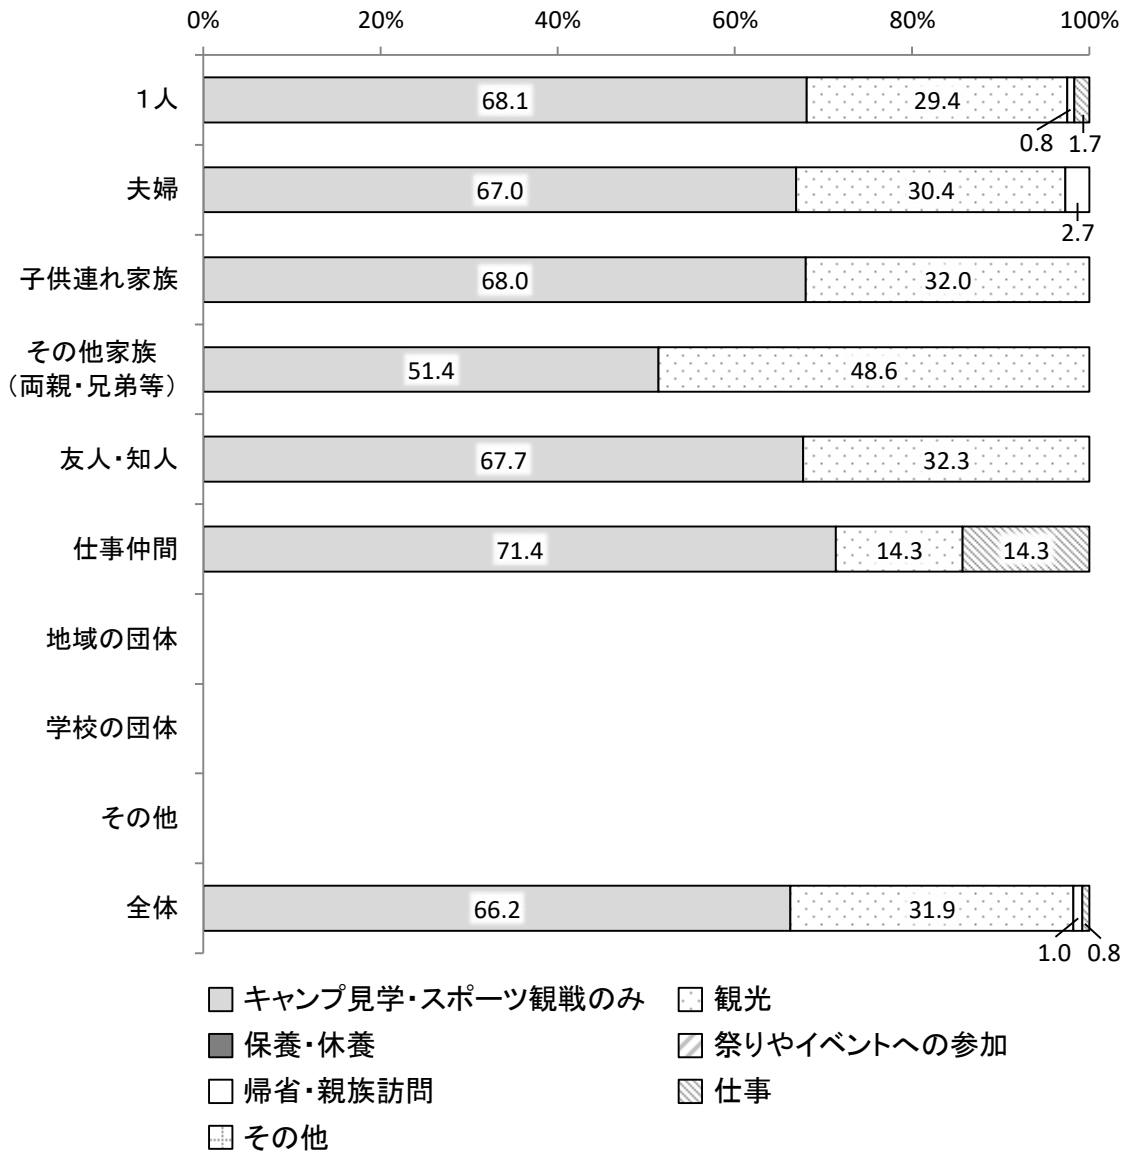 0% 20% 40% 60% 80% 100%
1人 68.1 29.4
0.8 1.7
夫婦 67.0 30.4
2.7
子供連れ家族 68.0 32.0
その他家族
（両親・兄弟等） 51.4 48.6
友人・知人 67.7 32.3
仕事仲間 71.4 14.3 14.3
地域の団体
学校の団体
その他
全体 66.2 31.9
1.0 0.8
キャンプ見学・スポーツ観戦のみ 観光
保養・休養 祭りやイベントへの参加
帰省・親族訪問 仕事
その他